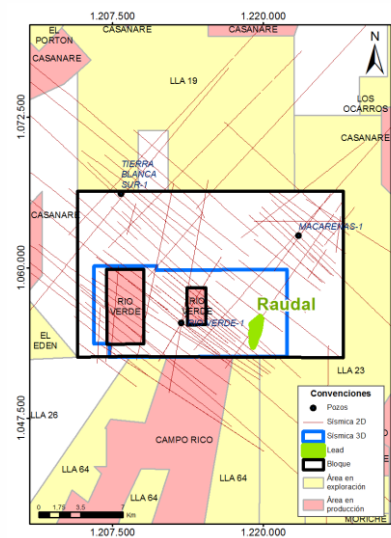 1.207.500
1.220.000
EL
PORTON
CASANARE
CASANARE
CASANARE
N
LLA 19
LOS
OCARROS
CASANARE
1.072.500
TIERRA
BLANCA
SUR-1
CASANARE
MACARENAS-1
1.060.000
RIO
VERDE
RIO
VERDE
RIO VERDE-1
Raudal
EL
EDEN
LLA 23
1.047.500
LLA 26
CAMPO RICO
LLA 64
LLA 64
LLA 64
Convenciones
Pozos
Sísmica 2D
Sísmica 3D
Lead
Bloque
Área en
exploración
Área en
producción
0 1.75 3.5 7
Km
MORICHE
1.207.500
1.220.000